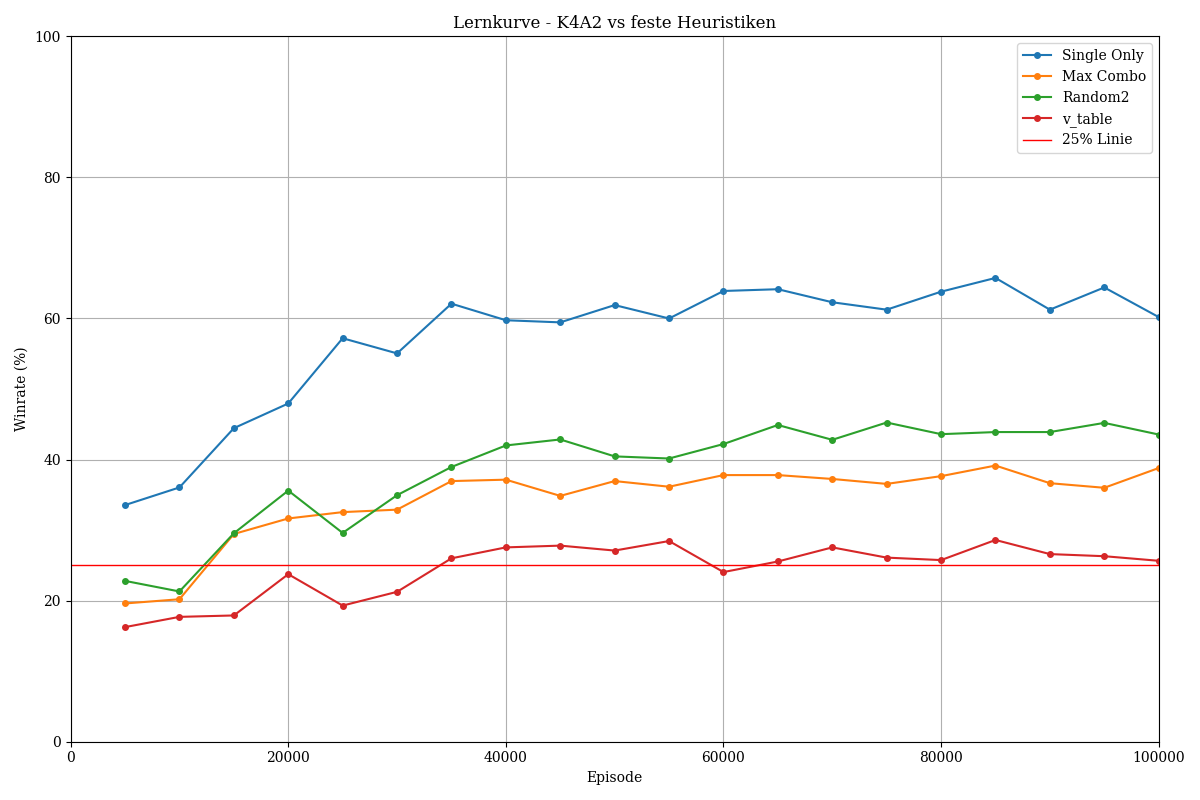 Lernkurve - K4A2 vs feste Heuristiken
100
80
60
40
20
0
Winrate (%)
Single Only
Max Combo
Random2
v_table
25% Linie
0 20000 40000 60000 80000 100000
Episode